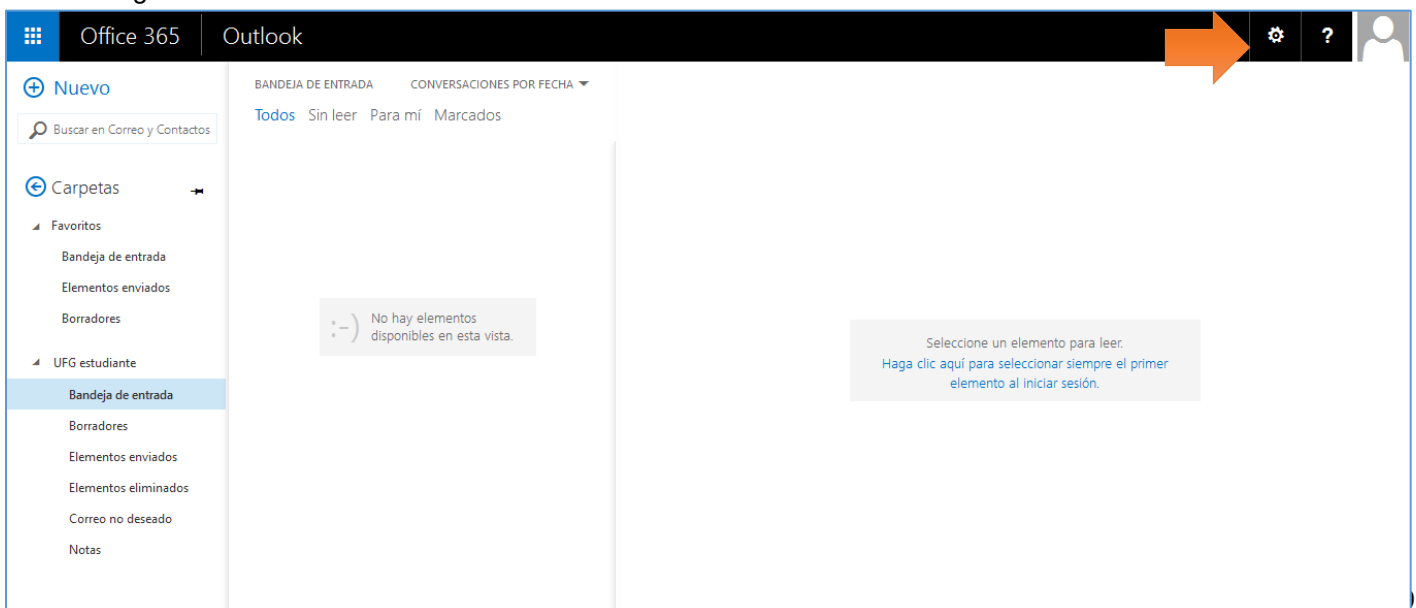 Office 365
Outlook
?
Nuevo
Buscar en Correo y Contactos
Carpetas
Favoritos
Bandeja de entrada
Elementos enviados
Borradores
UFG estudiante
Bandeja de entrada
Borradores
Elementos enviados
Elementos eliminados
Correo no deseado
Notas
BANDEJA DE ENTRADA CONVERSACIONES POR FECHA
Todos Sin leer Para mí Marcados
:-)
No hay elementos
disponibles en esta vista.
Seleccione un elemento para leer.
Haga clic aquí para seleccionar siempre el primer
elemento al iniciar sesión.